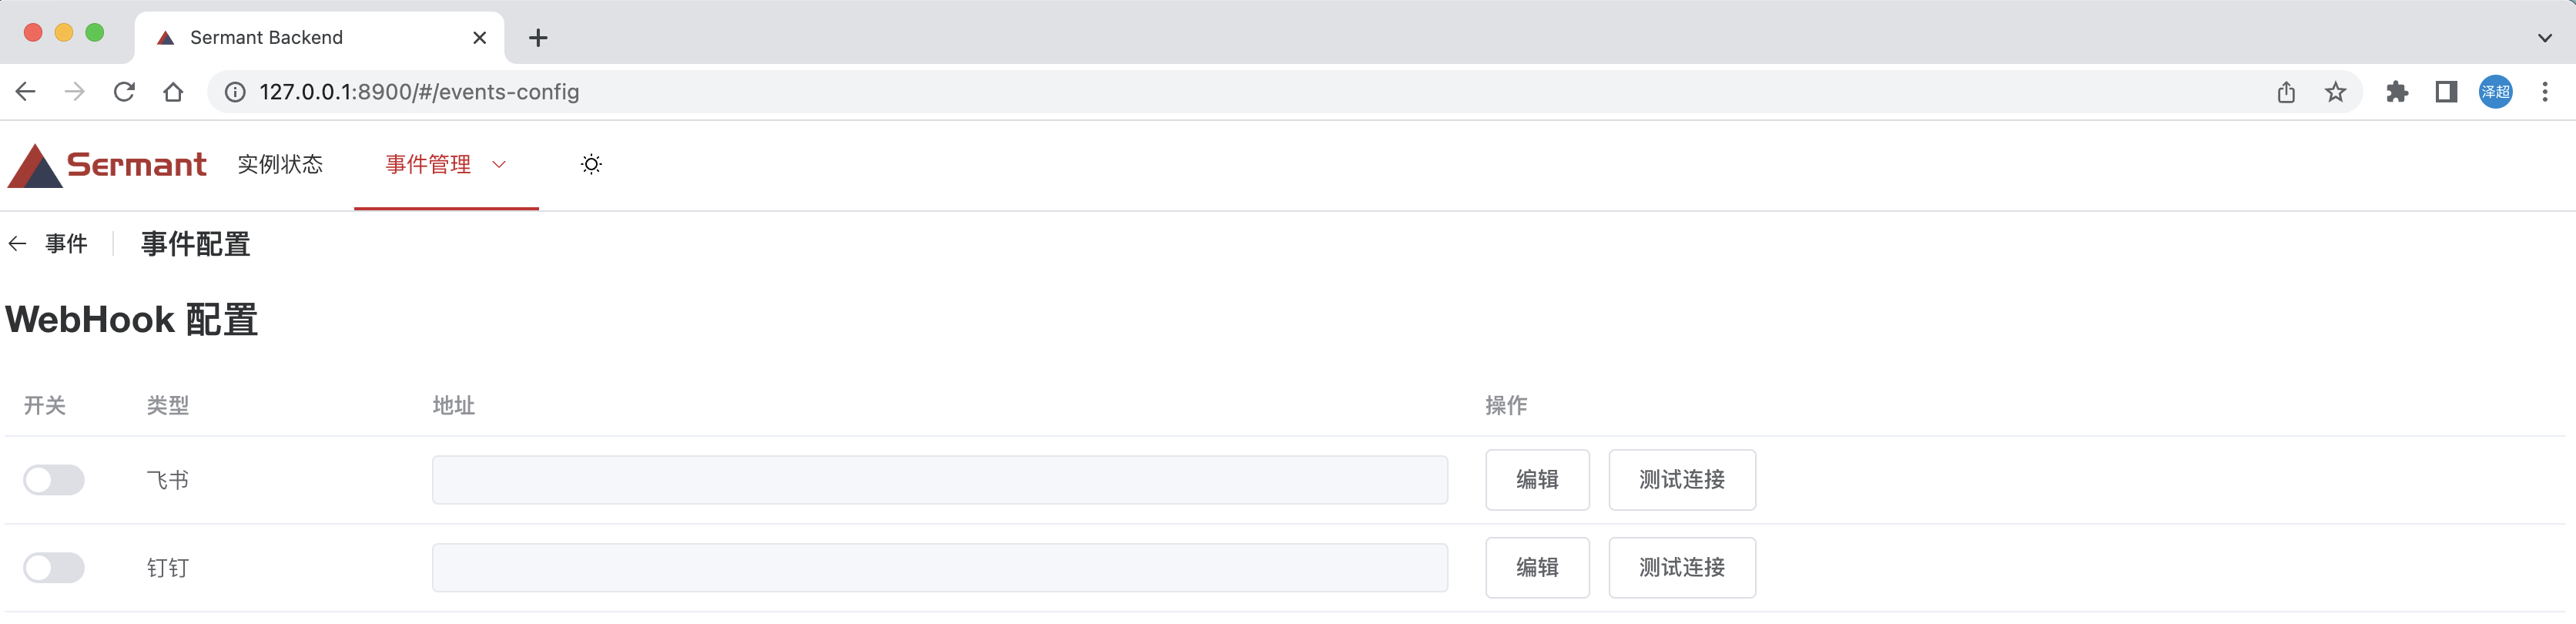 Sermant Backend
127.0.0.1:8900/#/events-config
泽超
Sermant 实例状态 事件管理
事件 事件配置
WebHook 配置
开关 类型 地址 操作
飞书 编辑 测试连接
钉钉 编辑 测试连接